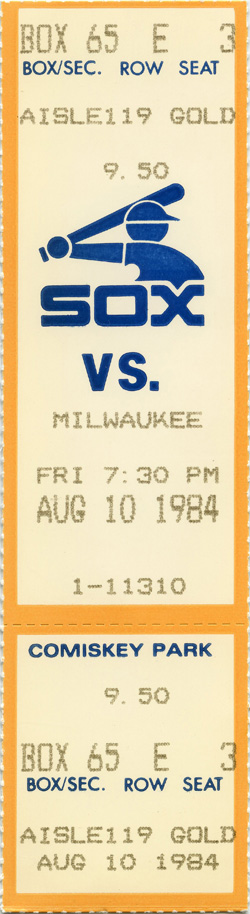 BOX 65 E 3
BOX/SEC. ROW SEAT
AISLE119 GOLD
9.50
SOX
VS.
MILWAUKEE
FRI 7:30 PM
AUG 10 1984
1-11310
COMISKEY PARK
9.50
BOX 65 E 3
BOX/SEC. ROW SEAT
AISLE119 GOLD
AUG 10 1984